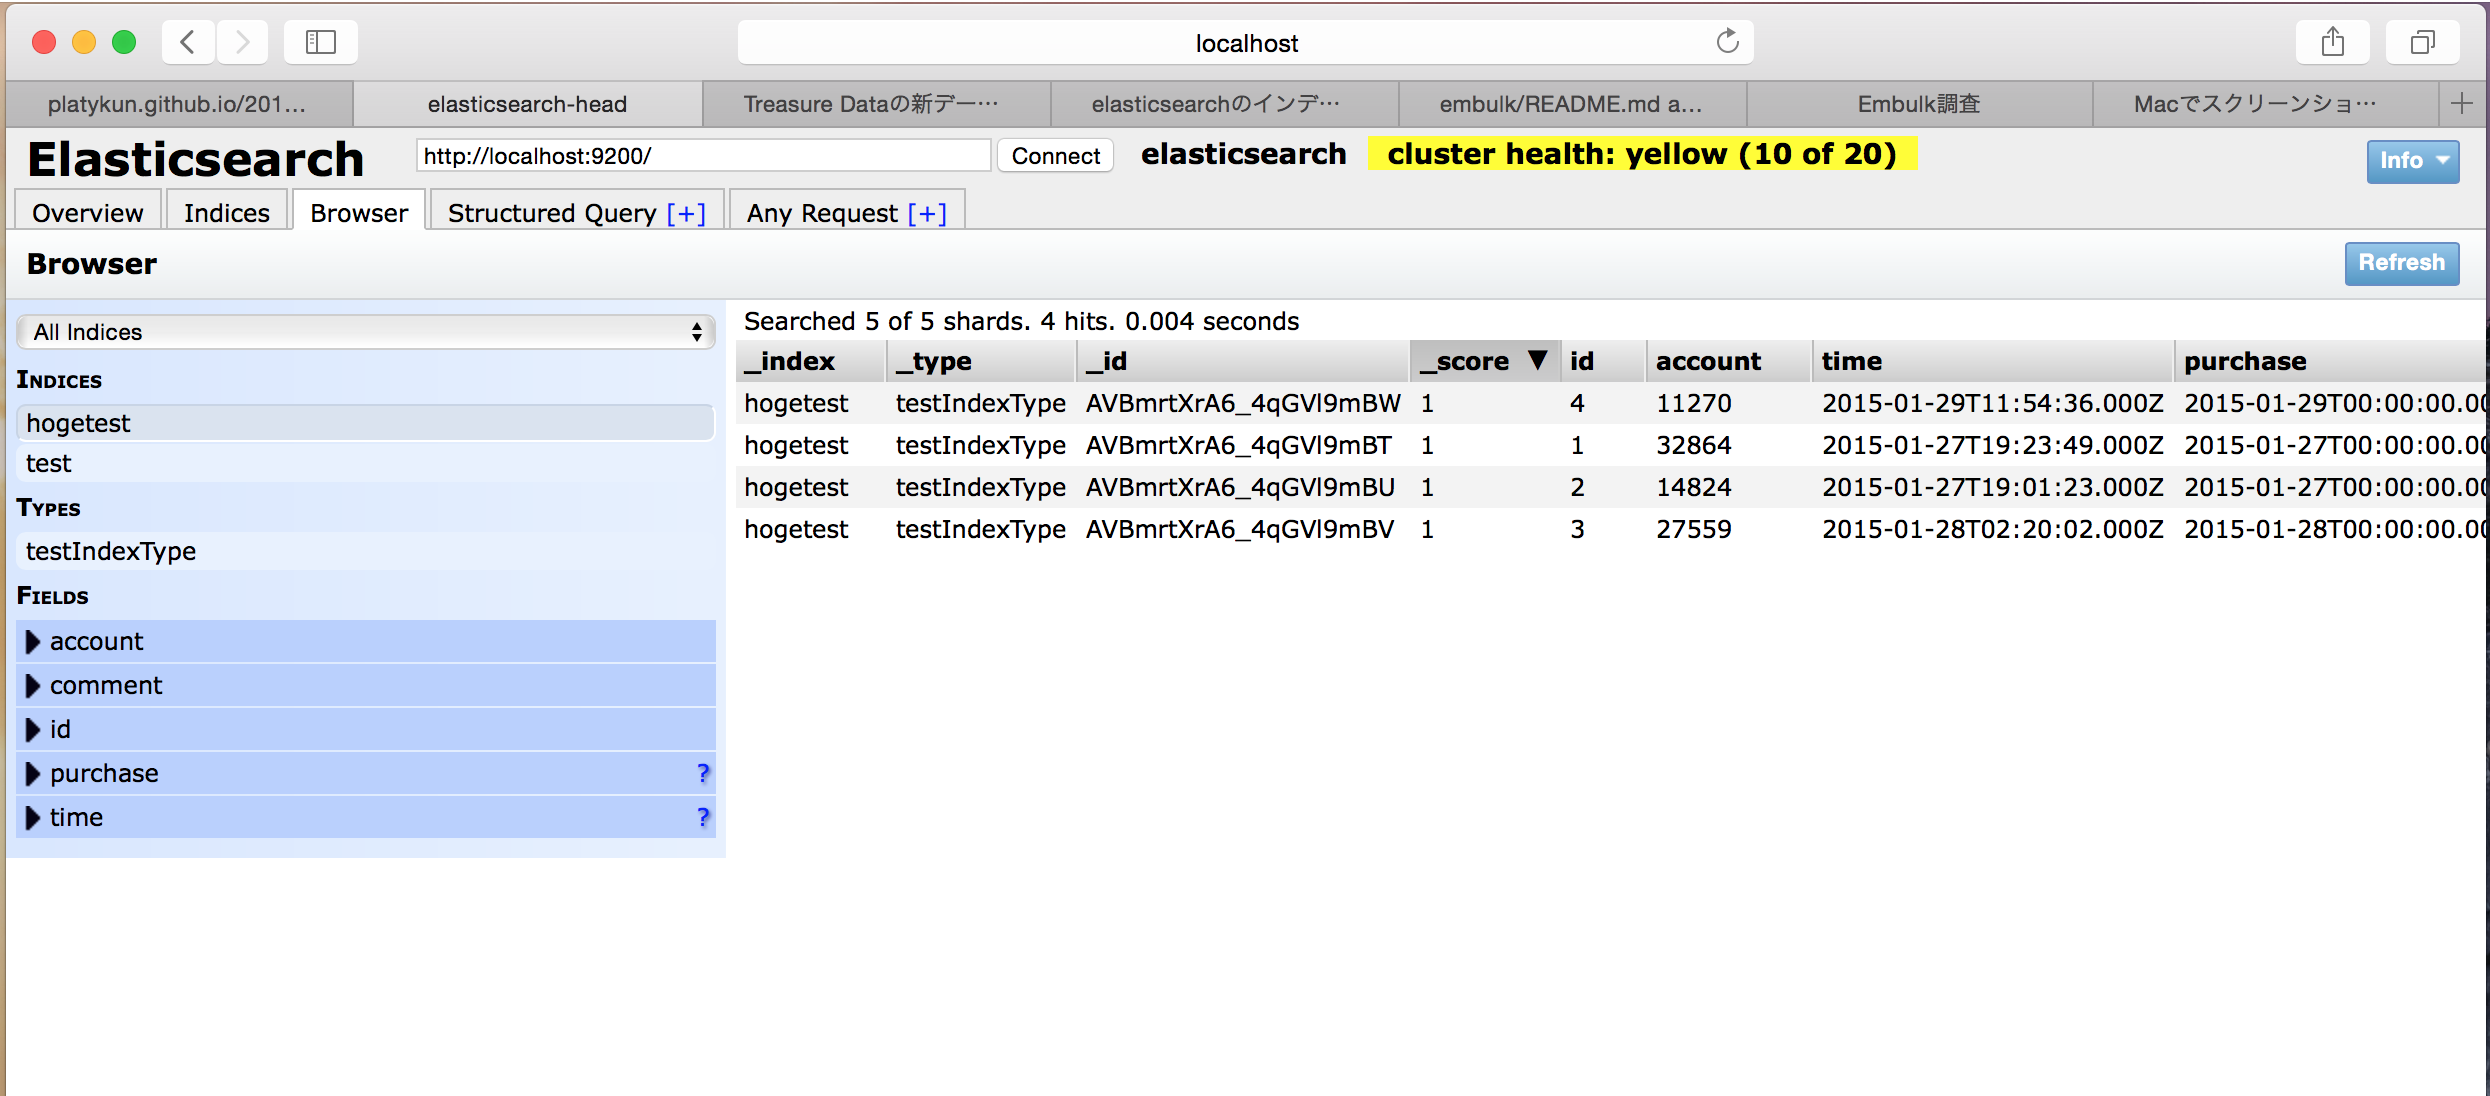 localhost
platykun.github.io/201… elasticsearch-head Treasure Dataの新デー… elasticsearchのインデ… embulk/README.md a… Embulk調査 Macでスクリーンショ…
Elasticsearch http://localhost:9200/ Connect elasticsearch cluster health: yellow (10 of 20) Info
Overview Indices Browser Structured Query [+] Any Request [+]
Browser Refresh
All Indices
Indices
hogetest
test
Types
testIndexType
Fields
account
comment
id
purchase ?
time ?
Searched 5 of 5 shards. 4 hits. 0.004 seconds
_index _type _id _score ▼ id account time purchase
hogetest testIndexType AVBmrtXrA6_4qGVl9mBW 1 4 11270 2015-01-29T11:54:36.000Z 2015-01-29T00:00:00.00
hogetest testIndexType AVBmrtXrA6_4qGVl9mBT 1 1 32864 2015-01-27T19:23:49.000Z 2015-01-27T00:00:00.00
hogetest testIndexType AVBmrtXrA6_4qGVl9mBU 1 2 14824 2015-01-27T19:01:23.000Z 2015-01-27T00:00:00.00
hogetest testIndexType AVBmrtXrA6_4qGVl9mBV 1 3 27559 2015-01-28T02:20:02.000Z 2015-01-28T00:00:00.00